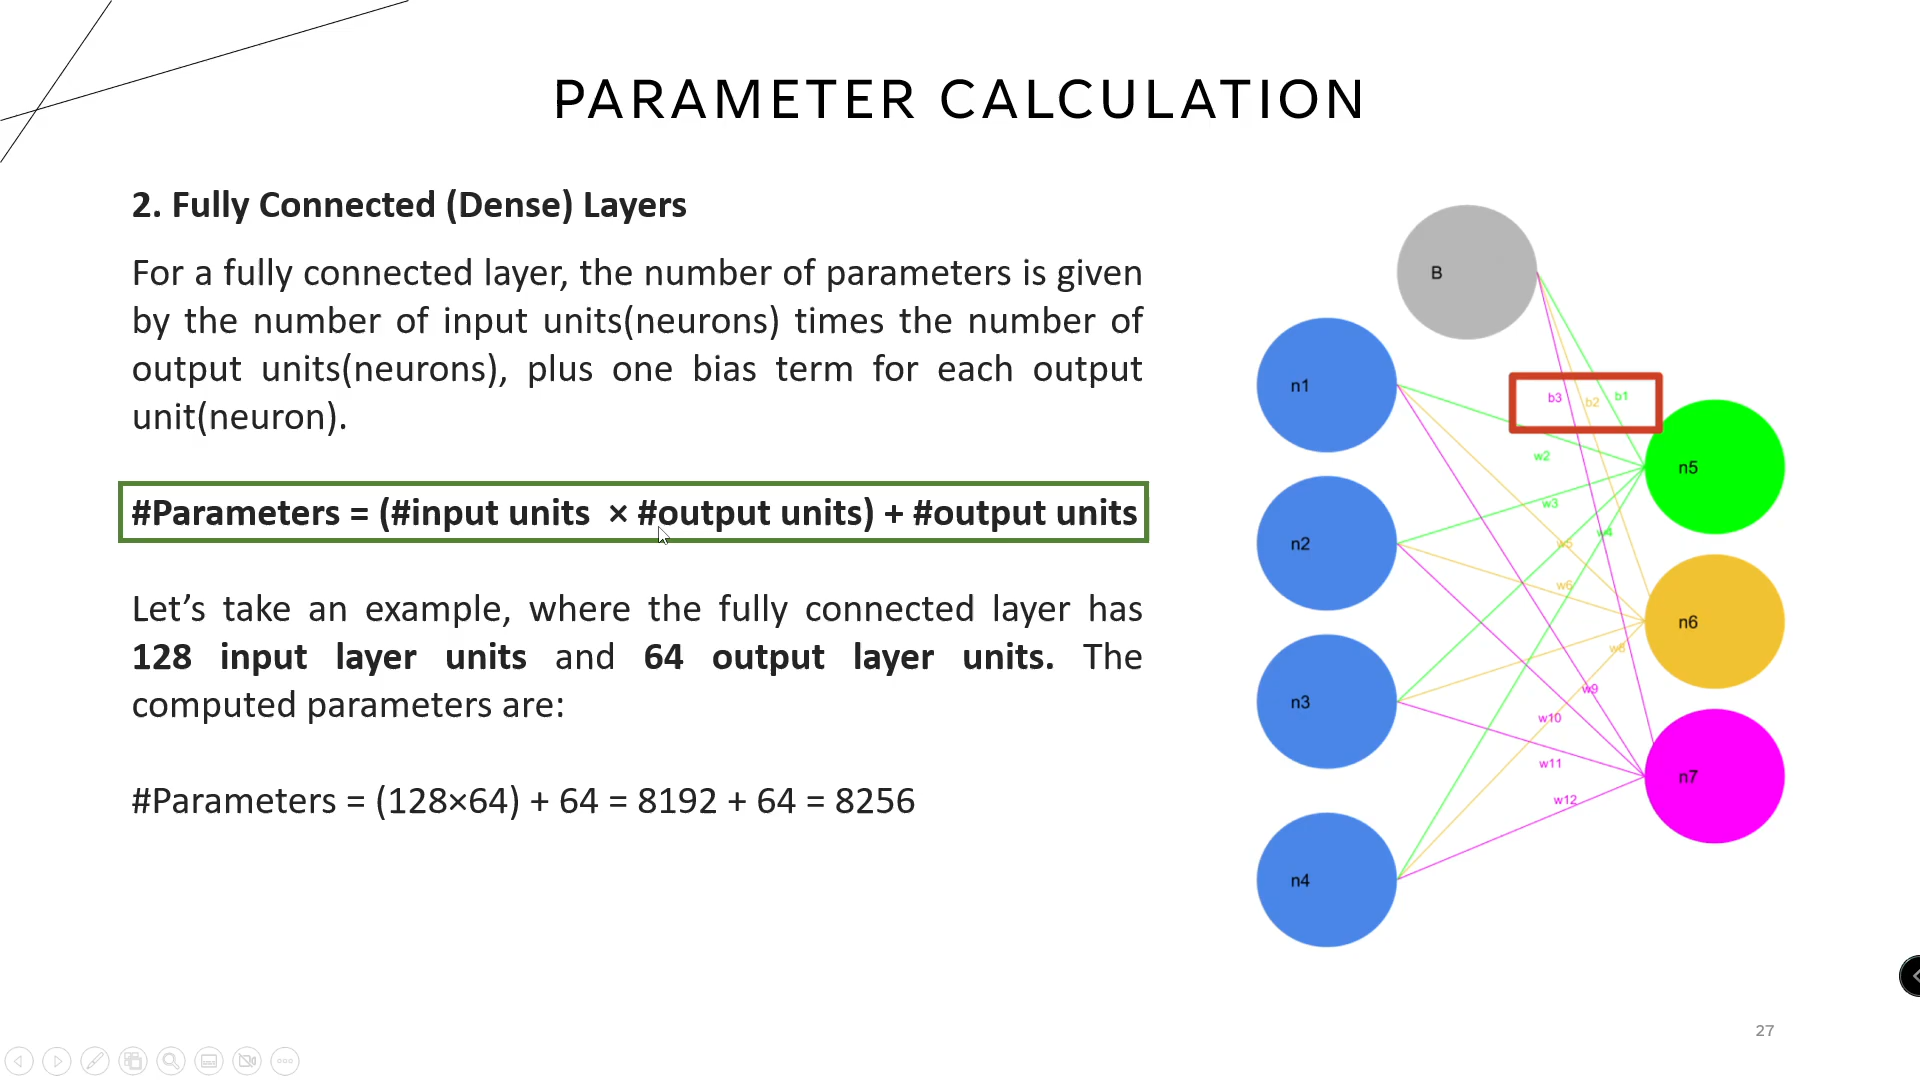 PARAMETER CALCULATION
2. Fully Connected (Dense) Layers
For a fully connected layer, the number of parameters is given
by the number of input units(neurons) times the number of
output units(neurons), plus one bias term for each output
unit(neuron).
#Parameters = (#input units × #output units) + #output units
Let’s take an example, where the fully connected layer has
128 input layer units and 64 output layer units. The
computed parameters are:
#Parameters = (128×64) + 64 = 8192 + 64 = 8256
B
n1
b3 b2 b1
w2
n5
w3
w4
n2
w5
w6
n6
w8
w9
n3
w10
w11
n7
w12
n4
27